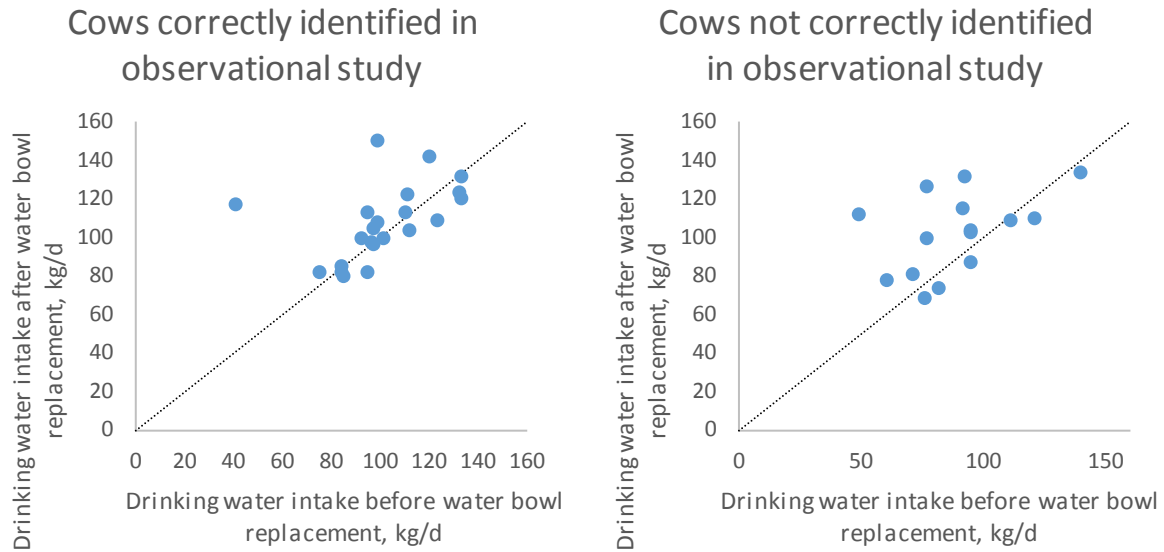 Cows correctly identified in
observational study
Drinking water intake after water bowl
replacement, kg/d
160
140
120
100
80
60
40
20
0
0 20 40 60 80 100 120 140 160
Drinking water intake before water bowl
replacement, kg/d
Cows not correctly identified
in observational study
Drinking water intake after water bowl
replacement, kg/d
160
140
120
100
80
60
40
20
0
0 50 100 150
Drinking water intake before water bowl
replacement, kg/d